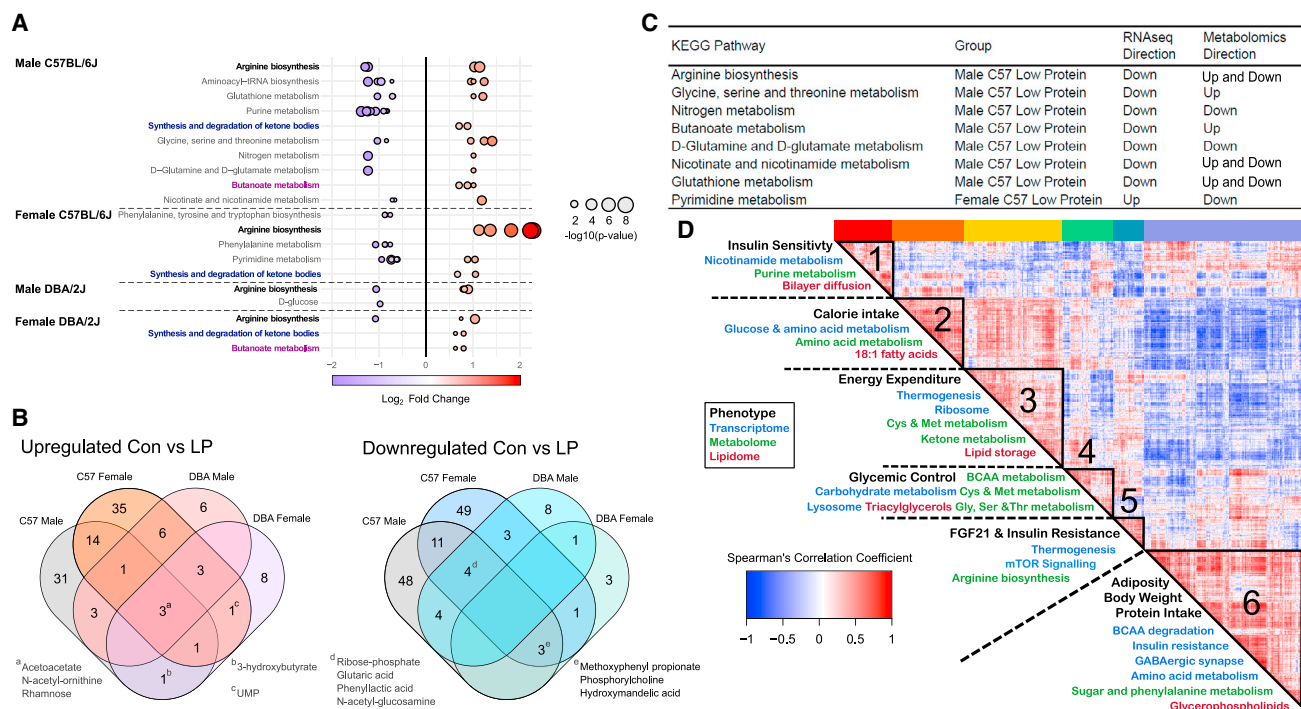 A
Male C57BL/6J
Arginine biosynthesis
Aminoacyl−tRNA biosynthesis
Glutathione metabolism
Purine metabolism
Synthesis and degradation of ketone bodies
Glycine, serine and threonine metabolism
Nitrogen metabolism
D−Glutamine and D−glutamate metabolism
Butanoate metabolism
Nicotinate and nicotinamide metabolism
Female C57BL/6J
Phenylalanine, tyrosine and tryptophan biosynthesis
Arginine biosynthesis
Phenylalanine metabolism
Pyrimidine metabolism
Synthesis and degradation of ketone bodies
Male DBA/2J
Arginine biosynthesis
D-glucose
Female DBA/2J
Arginine biosynthesis
Synthesis and degradation of ketone bodies
Butanoate metabolism
−2 0 2
Log2 Fold Change
2 4 6 8
-log10(p-value)
B
Upregulated Con vs LP
C57 Female
DBA Male
C57 Male
DBA Female
35
6
14
6
31
1
3
8
3
3a
1c
1
1b
a Acetoacetate
N-acetyl-ornithine
Rhamnose
b 3-hydroxybutyrate
c UMP
Downregulated Con vs LP
C57 Female
DBA Male
C57 Male
DBA Female
49
8
11
3
1
48
4d
3
4
1
3e
d Ribose-phosphate
Glutaric acid
Phenyllactic acid
N-acetyl-glucosamine
e Methoxyphenyl propionate
Phosphorylcholine
Hydroxymandelic acid
C
KEGG Pathway Group RNAseq Direction Metabolomics Direction
Arginine biosynthesis Male C57 Low Protein Down Up and Down
Glycine, serine and threonine metabolism Male C57 Low Protein Down Up
Nitrogen metabolism Male C57 Low Protein Down Down
Butanoate metabolism Male C57 Low Protein Down Up
D-Glutamine and D-glutamate metabolism Male C57 Low Protein Down Down
Nicotinate and nicotinamide metabolism Male C57 Low Protein Down Up and Down
Glutathione metabolism Male C57 Low Protein Down Up and Down
Pyrimidine metabolism Female C57 Low Protein Up Down
D
Insulin Sensitivty
Nicotinamide metabolism
Purine metabolism
Bilayer diffusion
1
Calorie intake
Glucose & amino acid metabolism
Amino acid metabolism
18:1 fatty acids
2
Energy Expenditure
Thermogenesis
Ribosome
Cys & Met metabolism
Ketone metabolism
Lipid storage
3
Phenotype
Transcriptome
Metabolome
Lipidome
4
Glycemic Control BCAA metabolism
Carbohydrate metabolism Cys & Met metabolism
Lysosome Triacylglycerols Gly, Ser &Thr metabolism
5
FGF21 & Insulin Resistance
Thermogenesis
mTOR Signalling
Arginine biosynthesis
Adiposity
Body Weight
Protein Intake
BCAA degradation
Insulin resistance
GABAergic synapse
Amino acid metabolism
Sugar and phenylalanine metabolism
Glycerophospholipids
6
Spearman's Correlation Coefficient
−1 −0.5 0 0.5 1